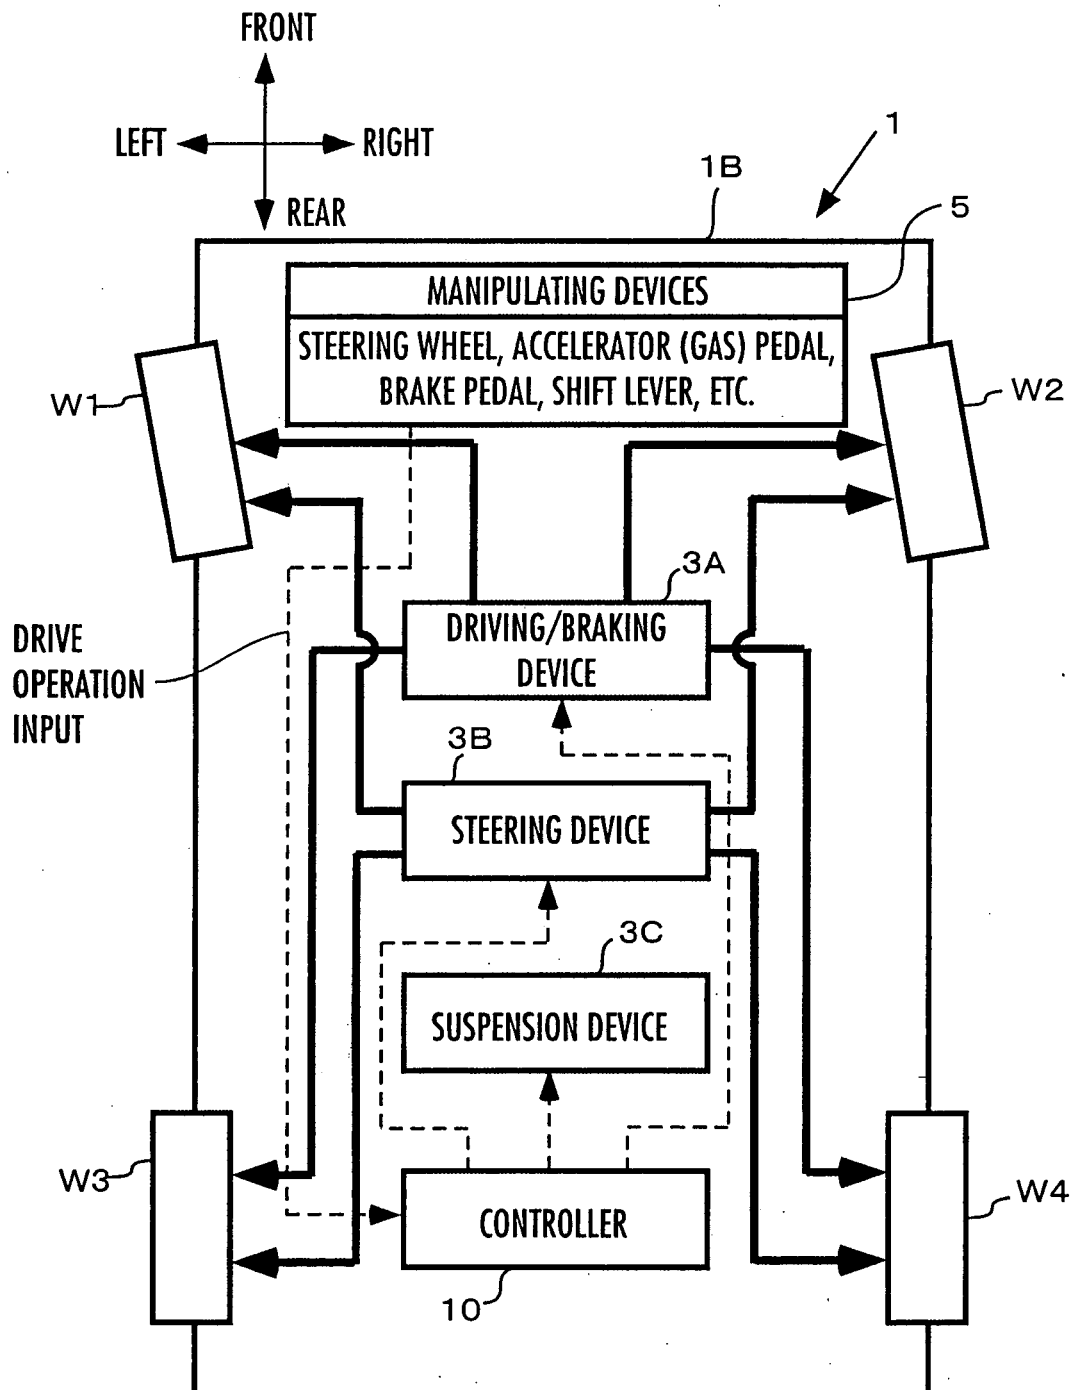 FRONT
LEFT
RIGHT
REAR
1
1B
5
MANIPULATING DEVICES
STEERING WHEEL, ACCELERATOR (GAS) PEDAL,
BRAKE PEDAL, SHIFT LEVER, ETC.
W1
W2
3A
DRIVING/BRAKING
DEVICE
DRIVE
OPERATION
INPUT
3B
STEERING DEVICE
3C
SUSPENSION DEVICE
W3
W4
CONTROLLER
10